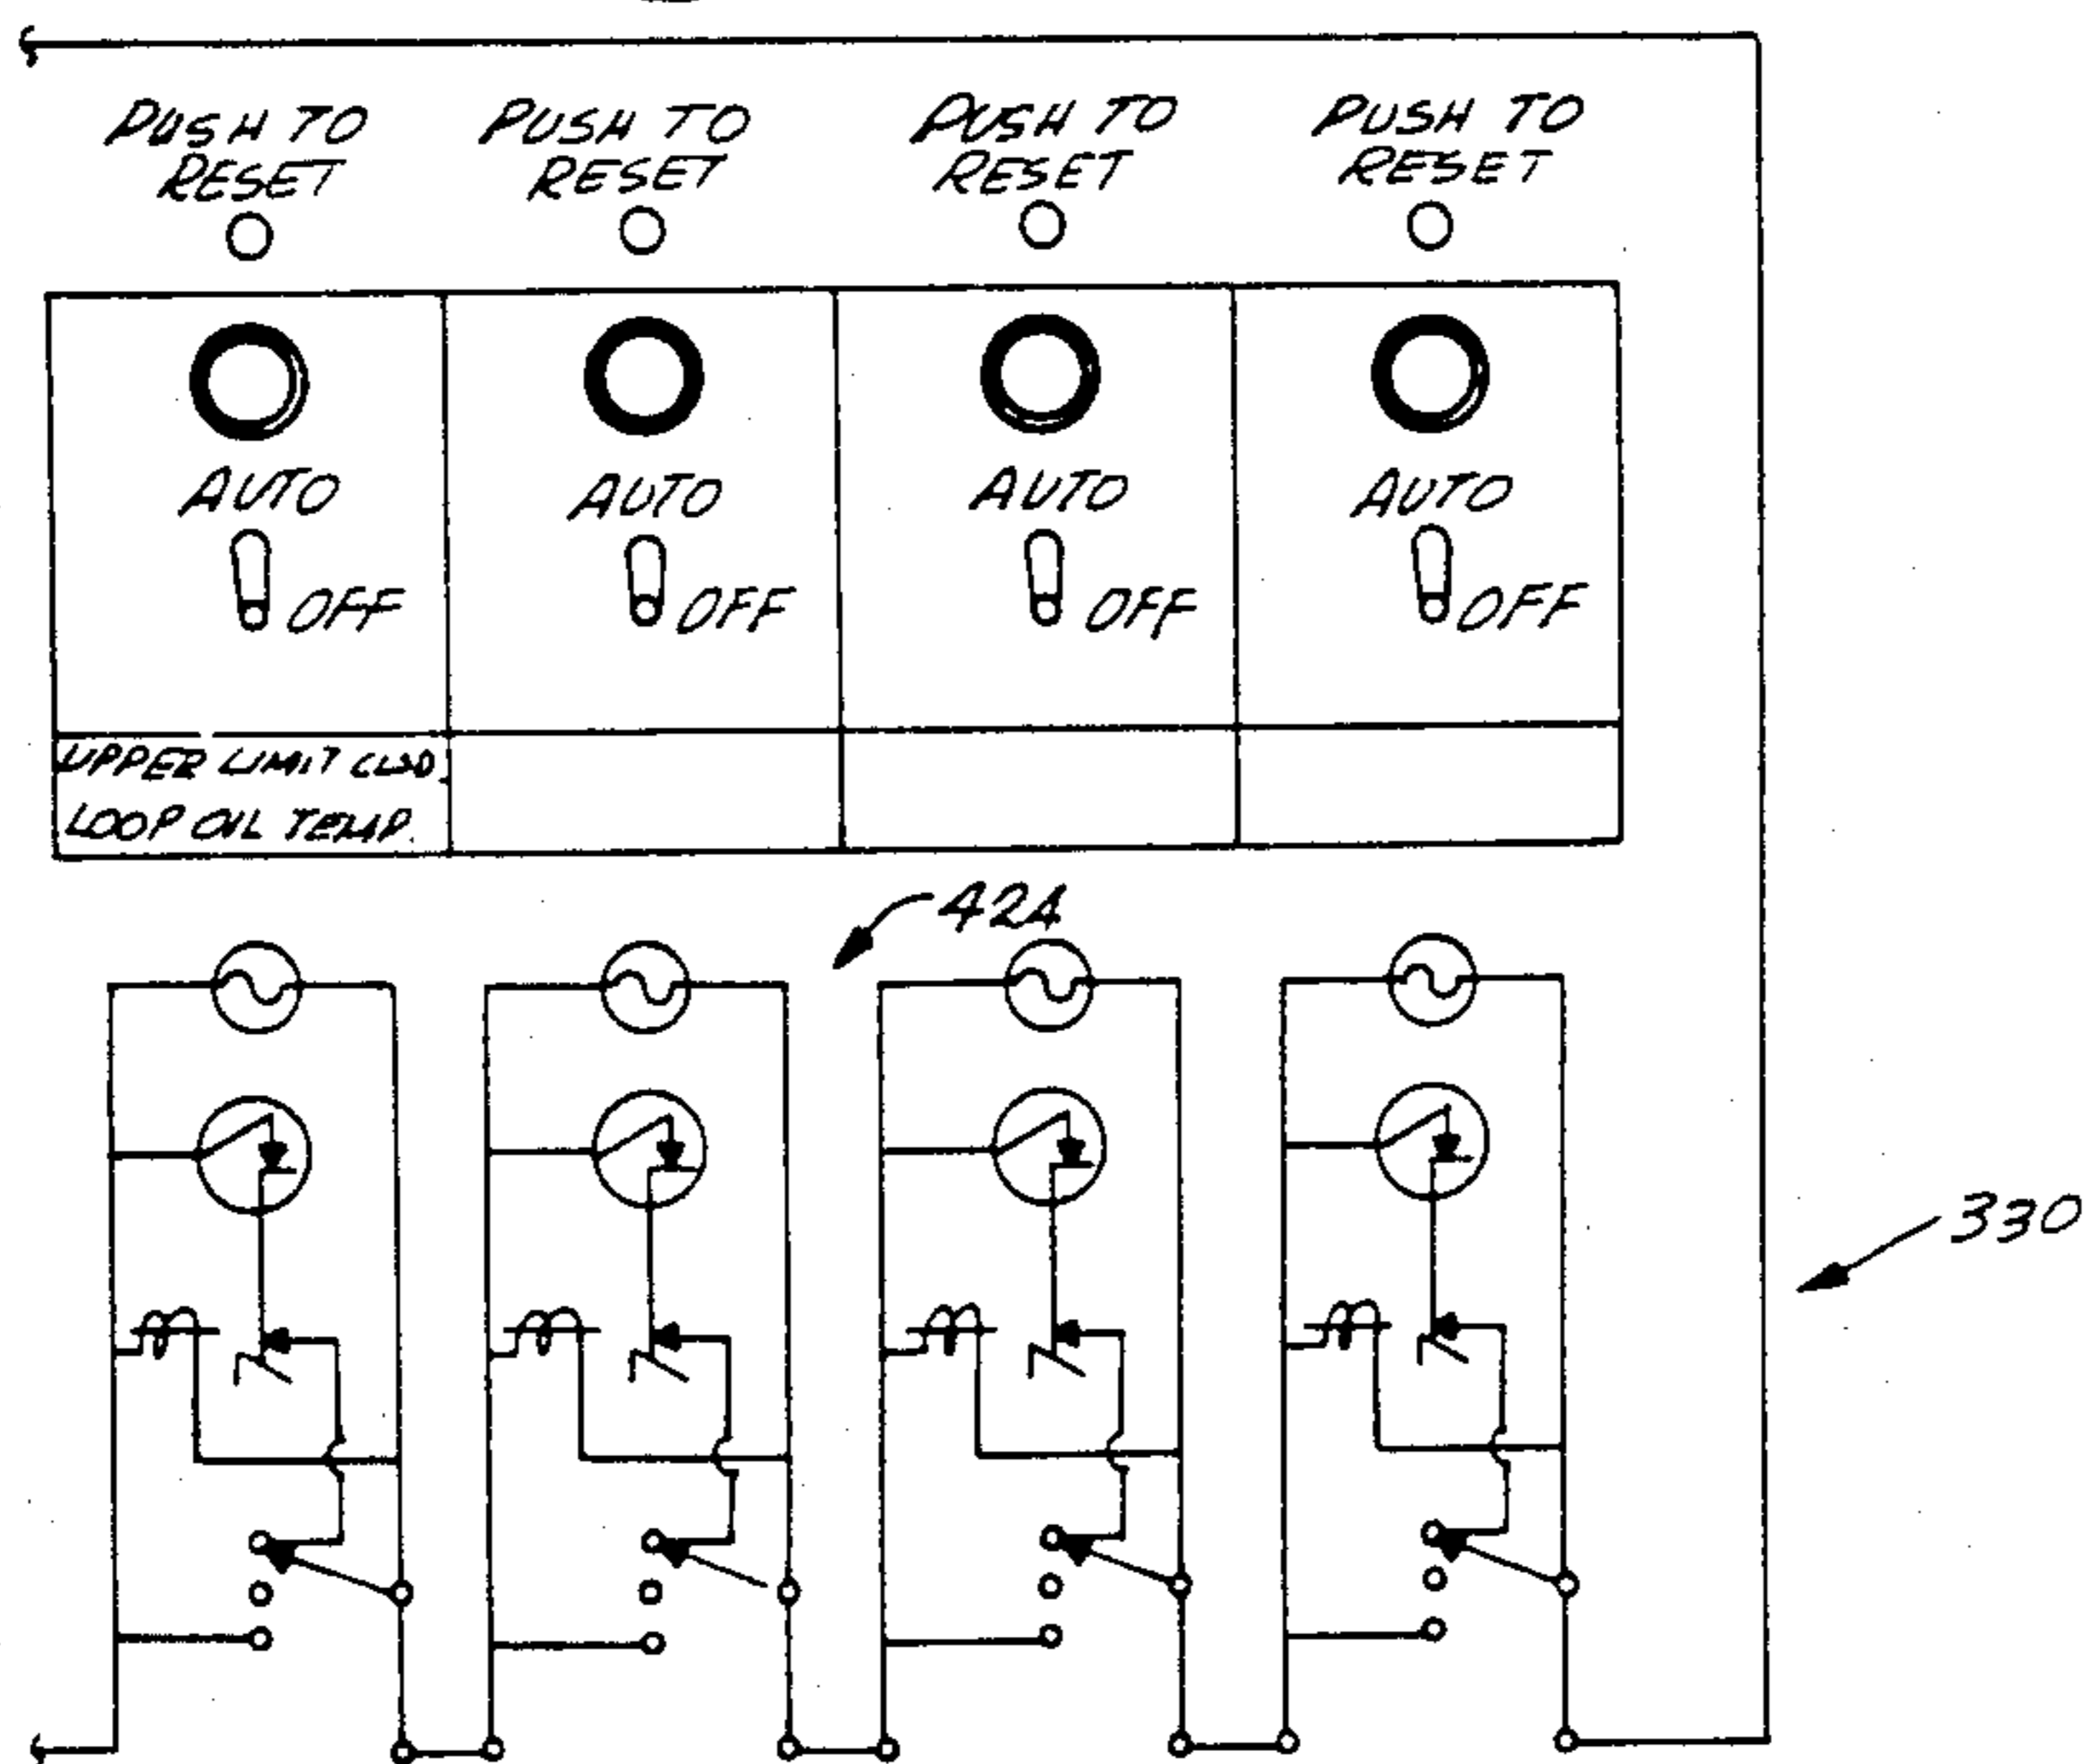 PUSH TO PUSH TO PUSH TO PUSH TO
RESET RESET RESET RESET
AUTO AUTO AUTO AUTO
OFF OFF OFF OFF
UPPER LIMIT CLSD.
LOOP OIL TEMP.
424
330